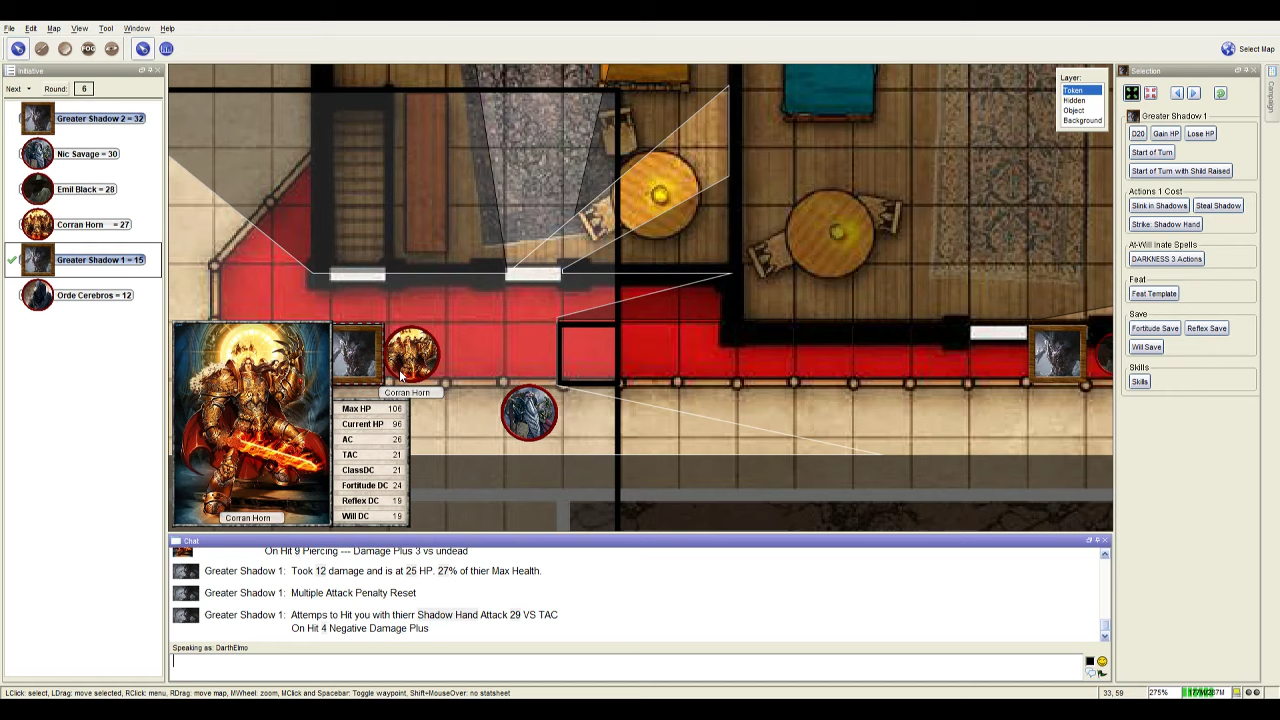 File Edit Map View Tool Window Help
FOG
Select Map
Initiative
Next Round: 6
Greater Shadow 2 = 32
Nic Savage = 30
Emil Black = 28
Corran Horn = 27
Greater Shadow 1 = 15
Orde Cerebros = 12
Layer:
Token
Hidden
Object
Background
Corran Horn
Corran Horn
Max HP 106
Current HP 96
AC 26
TAC 21
ClassDC 21
Fortitude DC 24
Reflex DC 19
Will DC 19
Selection
Greater Shadow 1
D20 Gain HP Lose HP
Start of Turn
Start of Turn with Shild Raised
Actions 1 Cost
Slink in Shadows Steal Shadow
Strike: Shadow Hand
At-Will Inate Spells
DARKNESS 3 Actions
Feat
Feat Template
Save
Fortitude Save Reflex Save
Will Save
Skills
Skills
Campaign
Chat
On Hit 9 Piercing --- Damage Plus 3 vs undead
Greater Shadow 1: Took 12 damage and is at 25 HP. 27% of thier Max Health.
Greater Shadow 1: Multiple Attack Penalty Reset
Greater Shadow 1: Attemps to Hit you with thierr Shadow Hand Attack 29 VS TAC
On Hit 4 Negative Damage Plus
Speaking as: DarthElmo
LClick: select, LDrag: move selected, RClick: menu, RDrag: move map, MWheel: zoom, MClick and Spacebar: Toggle waypoint, Shift+MouseOver: no statsheet
33, 59 275%